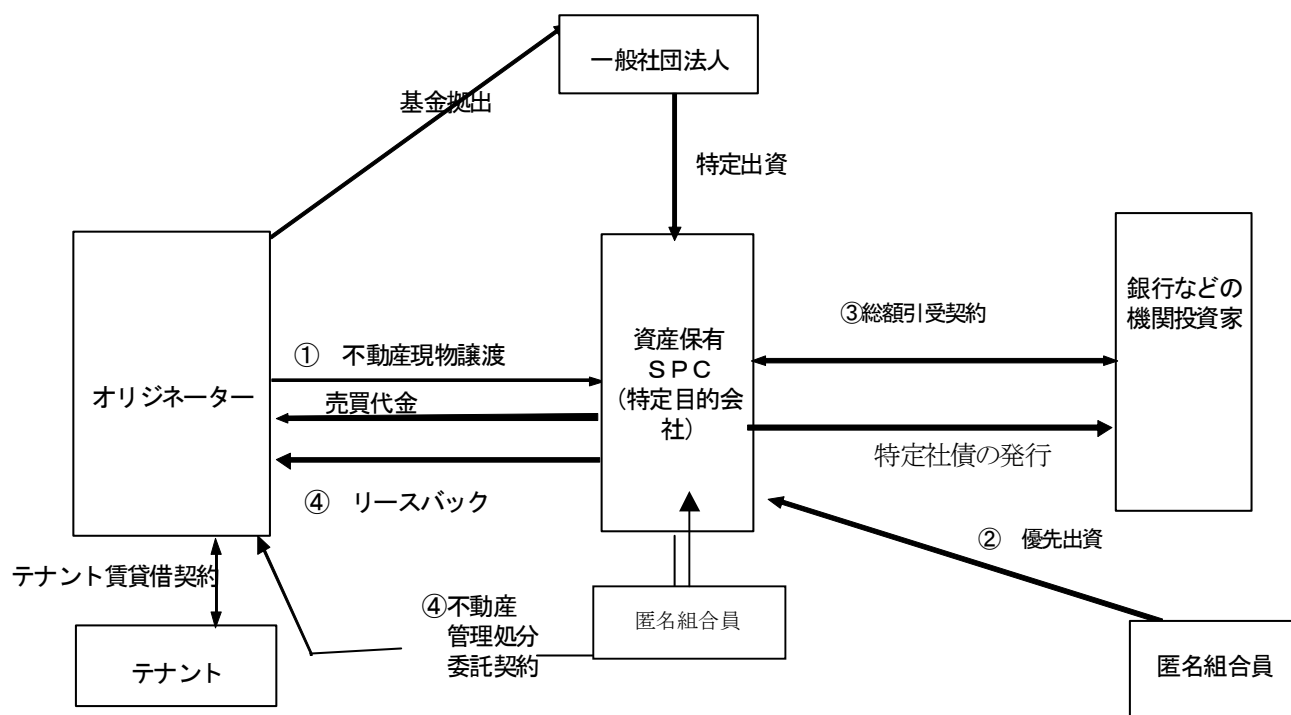 一般社団法人
基金拠出
特定出資
オリジネーター
① 不動産現物譲渡
売買代金
④ リースバック
資産保有
ＳＰＣ
（特定目的会
社）
③総額引受契約
特定社債の発行
銀行などの
機関投資家
② 優先出資
テナント賃貸借契約
テナント
④不動産
管理処分
委託契約
匿名組合員
匿名組合員